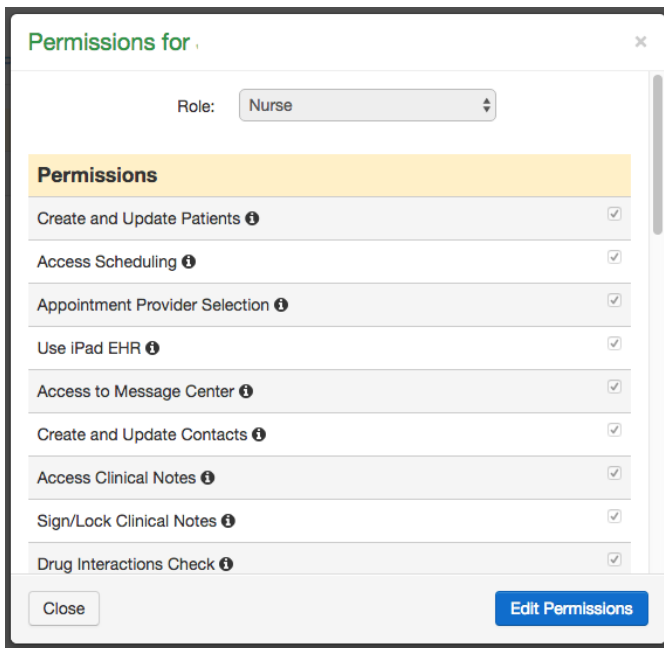 Permissions for
×
Role: Nurse
Permissions
Create and Update Patients
Access Scheduling
Appointment Provider Selection
Use iPad EHR
Access to Message Center
Create and Update Contacts
Access Clinical Notes
Sign/Lock Clinical Notes
Drug Interactions Check
Close Edit Permissions